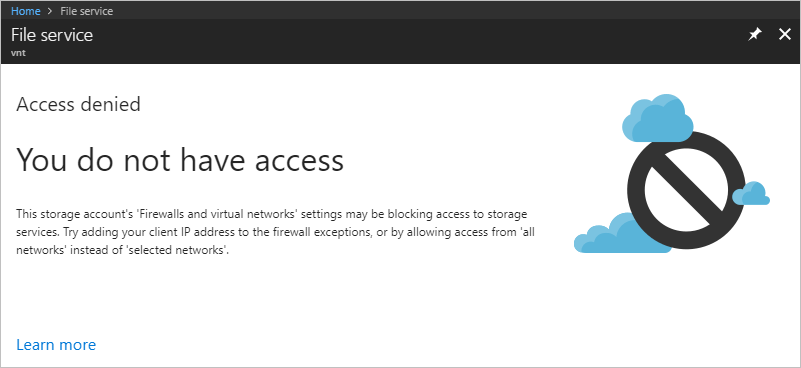 Home > File service
File service
vnt
Access denied
You do not have access
This storage account's 'Firewalls and virtual networks' settings may be blocking access to storage
services. Try adding your client IP address to the firewall exceptions, or by allowing access from 'all
networks' instead of 'selected networks'.
Learn more